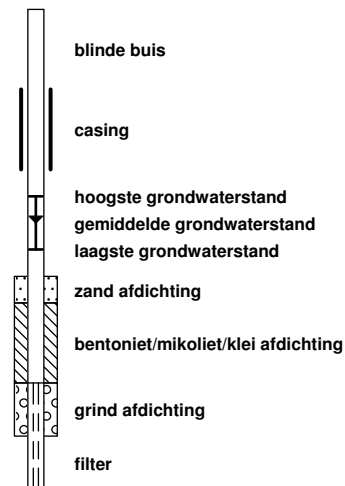 blinde buis
casing
hoogste grondwaterstand
gemiddelde grondwaterstand
laagste grondwaterstand
zand afdichting
bentoniet/mikoliet/klei afdichting
grind afdichting
filter